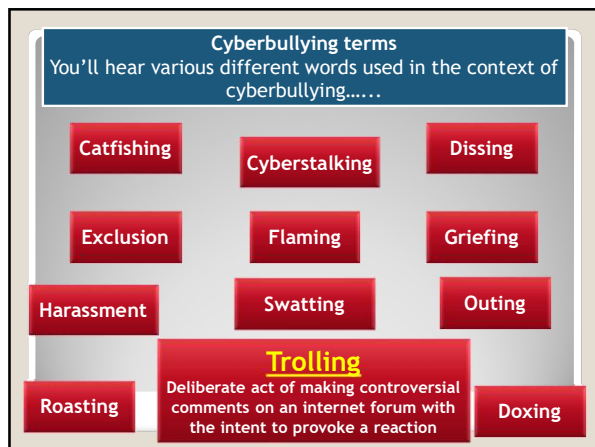 Cyberbullying terms
You'll hear various different words used in the context of
cyberbullying…...
Catfishing
Cyberstalking
Dissing
Exclusion
Flaming
Griefing
Harassment
Swatting
Outing
Trolling
Deliberate act of making controversial
comments on an internet forum with
the intent to provoke a reaction
Roasting
Doxing